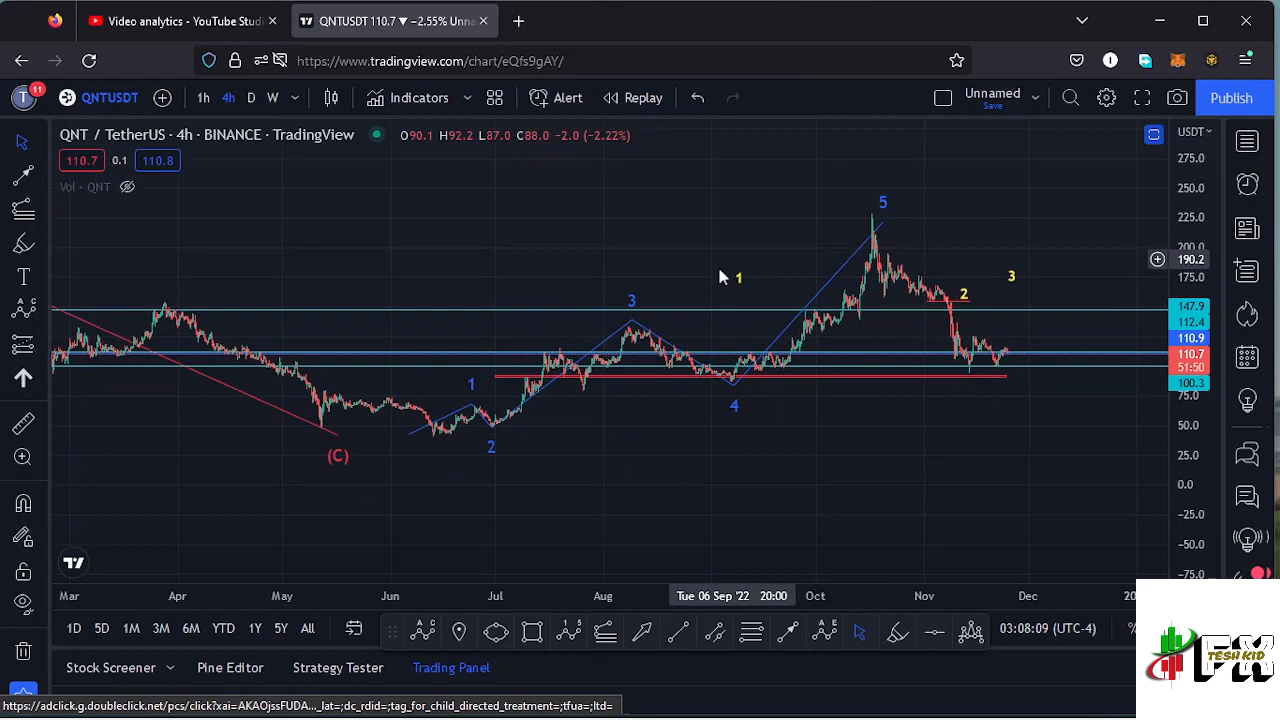 Video analytics - YouTube Studi
QNTUSDT 110.7 ▼ −2.55% Unna
https://www.tradingview.com/chart/eQfs9gAY/
T
11
QNTUSDT
1h
4h
D
W
Indicators
Alert
Replay
Unnamed
Save
Publish
QNT / TetherUS · 4h · BINANCE · TradingView
O90.1 H92.2 L87.0 C88.0 −2.0 (−2.22%)
USDT
110.7
0.1
110.8
Vol · QNT
275.0
250.0
225.0
200.0
190.2
175.0
147.9
112.4
110.9
110.7
51:50
100.3
75.0
50.0
25.0
0.0
−25.0
−50.0
−75.0
5
1
3
2
3
1
4
2
(C)
Mar
Apr
May
Jun
Jul
Aug
Tue 06 Sep '22 20:00
Oct
Nov
Dec
20
1D
5D
1M
3M
6M
YTD
1Y
5Y
All
03:08:09 (UTC-4)
%
Stock Screener
Pine Editor
Strategy Tester
Trading Panel
https://adclick.g.doubleclick.net/pcs/click?xai=AKAOjssFUDA..._lat=;dc_rdid=;tag_for_child_directed_treatment=;tfua=;ltd=
FX
TESH KID